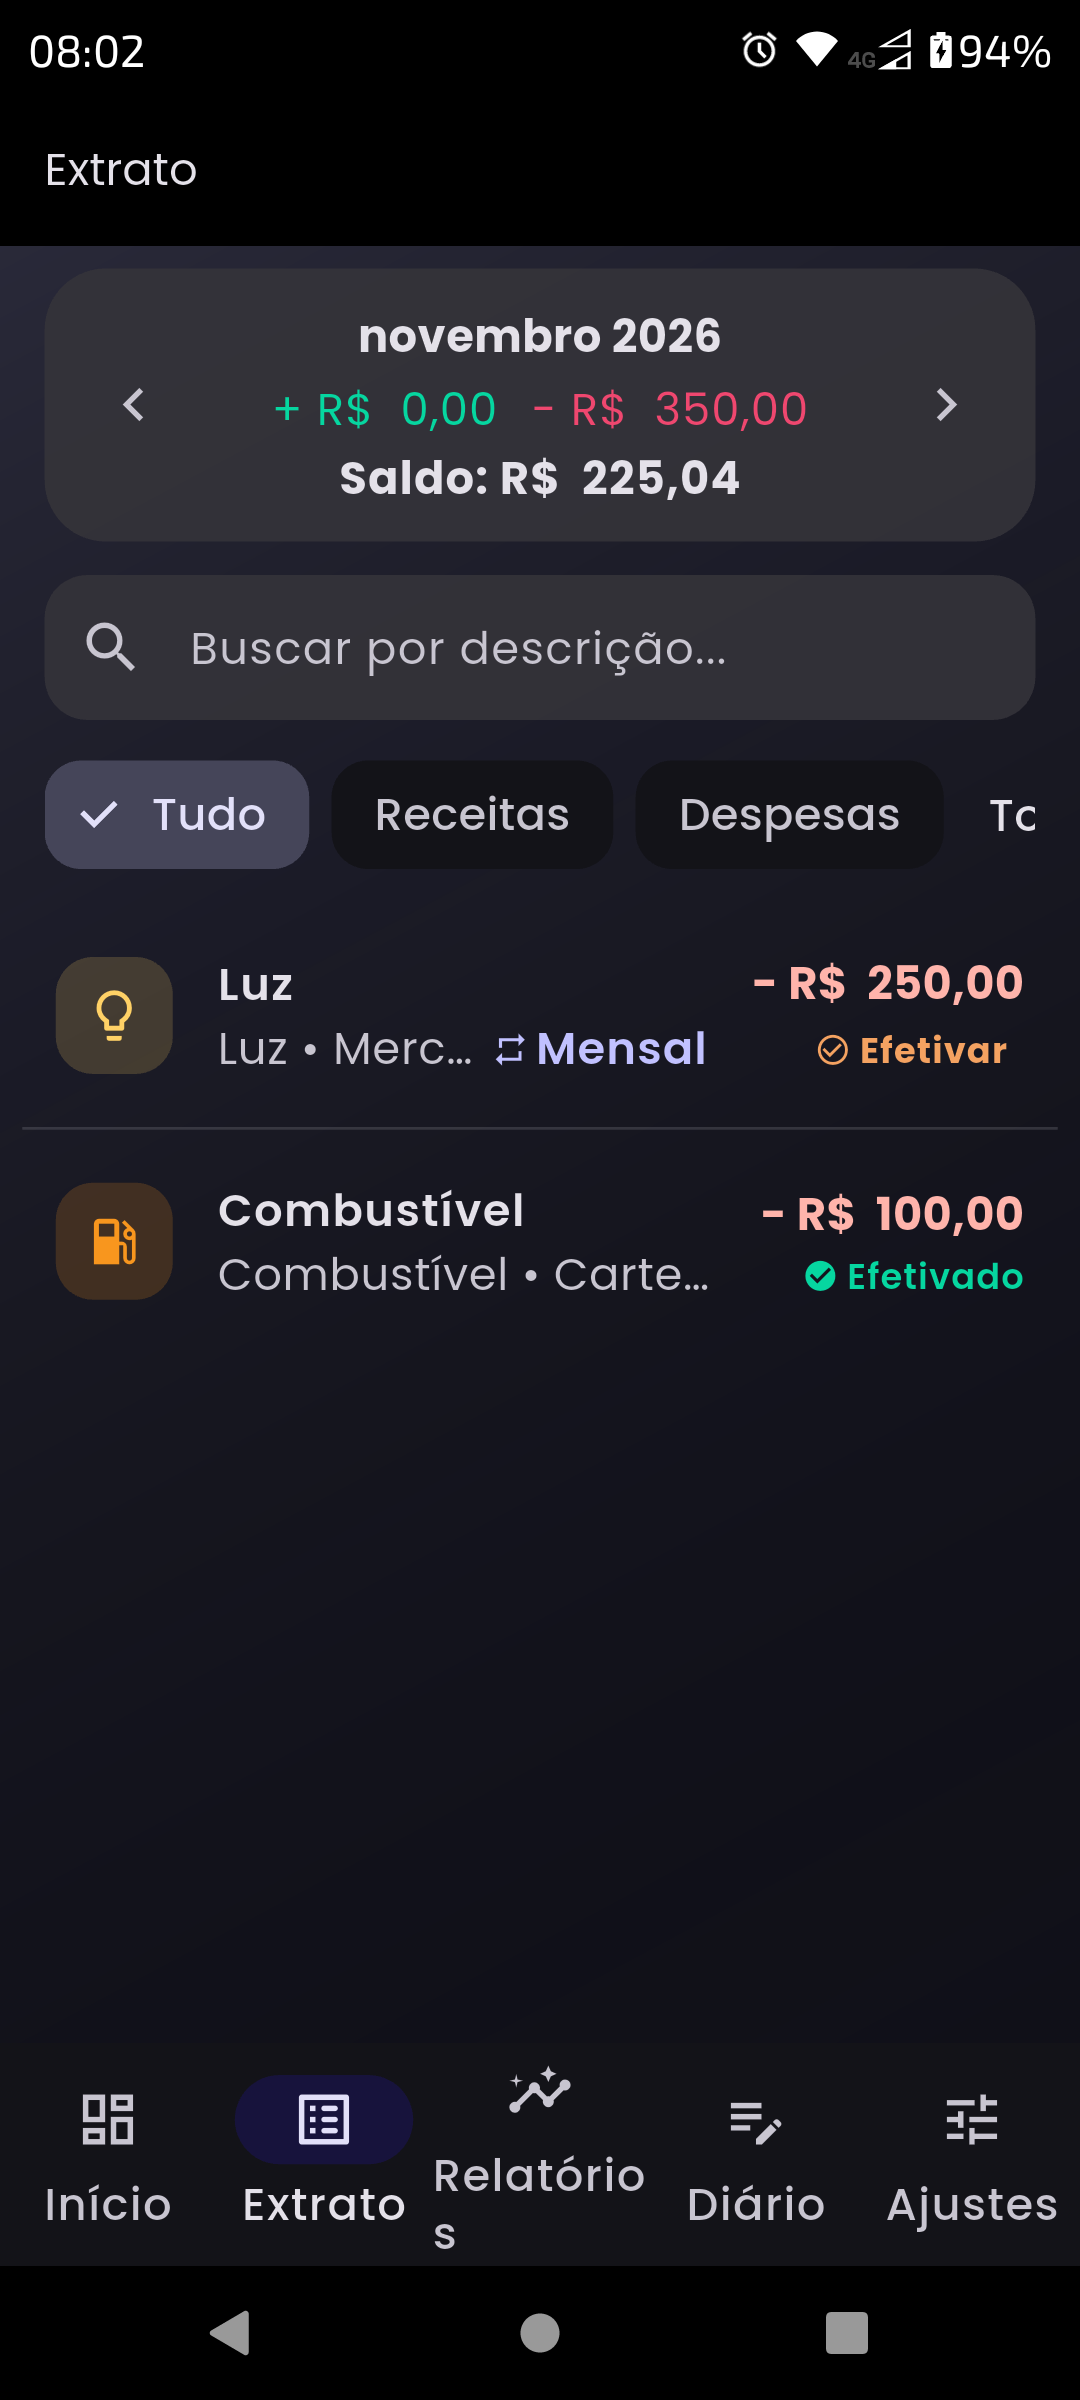 08:02
4G
94%
Extrato
novembro 2026
+ R$ 0,00 - R$ 350,00
Saldo: R$ 225,04
Buscar por descrição...
Tudo
Receitas
Despesas
Luz
- R$ 250,00
Luz • Merc...
Mensal
Efetivar
Combustível
- R$ 100,00
Combustível • Carte...
Efetivado
Início
Extrato
Relatório
s
Diário
Ajustes